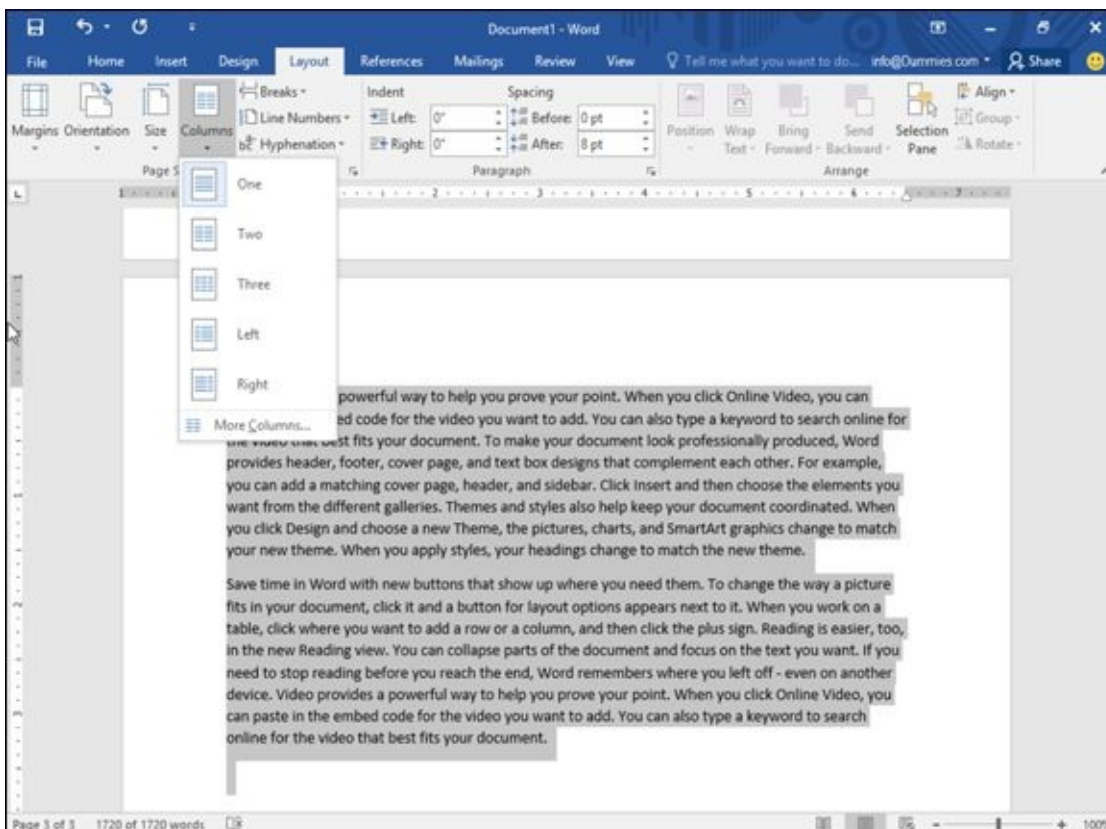 Document1 - Word
File Home Insert Design Layout References Mailings Review View Tell me what you want to do... info@Dummies.com Share
Margins Orientation Size Columns
Breaks
Line Numbers
Hyphenation
Page S
Indent
Left: 0"
Right: 0"
Spacing
Before: 0 pt
After: 8 pt
Paragraph
Position Wrap Text Bring Forward Send Backward Selection Pane
Align
Group
Rotate
Arrange
1 2 3 4 5 6 7
One
Two
Three
Left
Right
More Columns...
powerful way to help you prove your point. When you click Online Video, you can
ed code for the video you want to add. You can also type a keyword to search online for
the video that best fits your document. To make your document look professionally produced, Word
provides header, footer, cover page, and text box designs that complement each other. For example,
you can add a matching cover page, header, and sidebar. Click Insert and then choose the elements you
want from the different galleries. Themes and styles also help keep your document coordinated. When
you click Design and choose a new Theme, the pictures, charts, and SmartArt graphics change to match
your new theme. When you apply styles, your headings change to match the new theme.
Save time in Word with new buttons that show up where you need them. To change the way a picture
fits in your document, click it and a button for layout options appears next to it. When you work on a
table, click where you want to add a row or a column, and then click the plus sign. Reading is easier, too,
in the new Reading view. You can collapse parts of the document and focus on the text you want. If you
need to stop reading before you reach the end, Word remembers where you left off - even on another
device. Video provides a powerful way to help you prove your point. When you click Online Video, you
can paste in the embed code for the video you want to add. You can also type a keyword to search
online for the video that best fits your document.
Page 3 of 3 1720 of 1720 words 100%